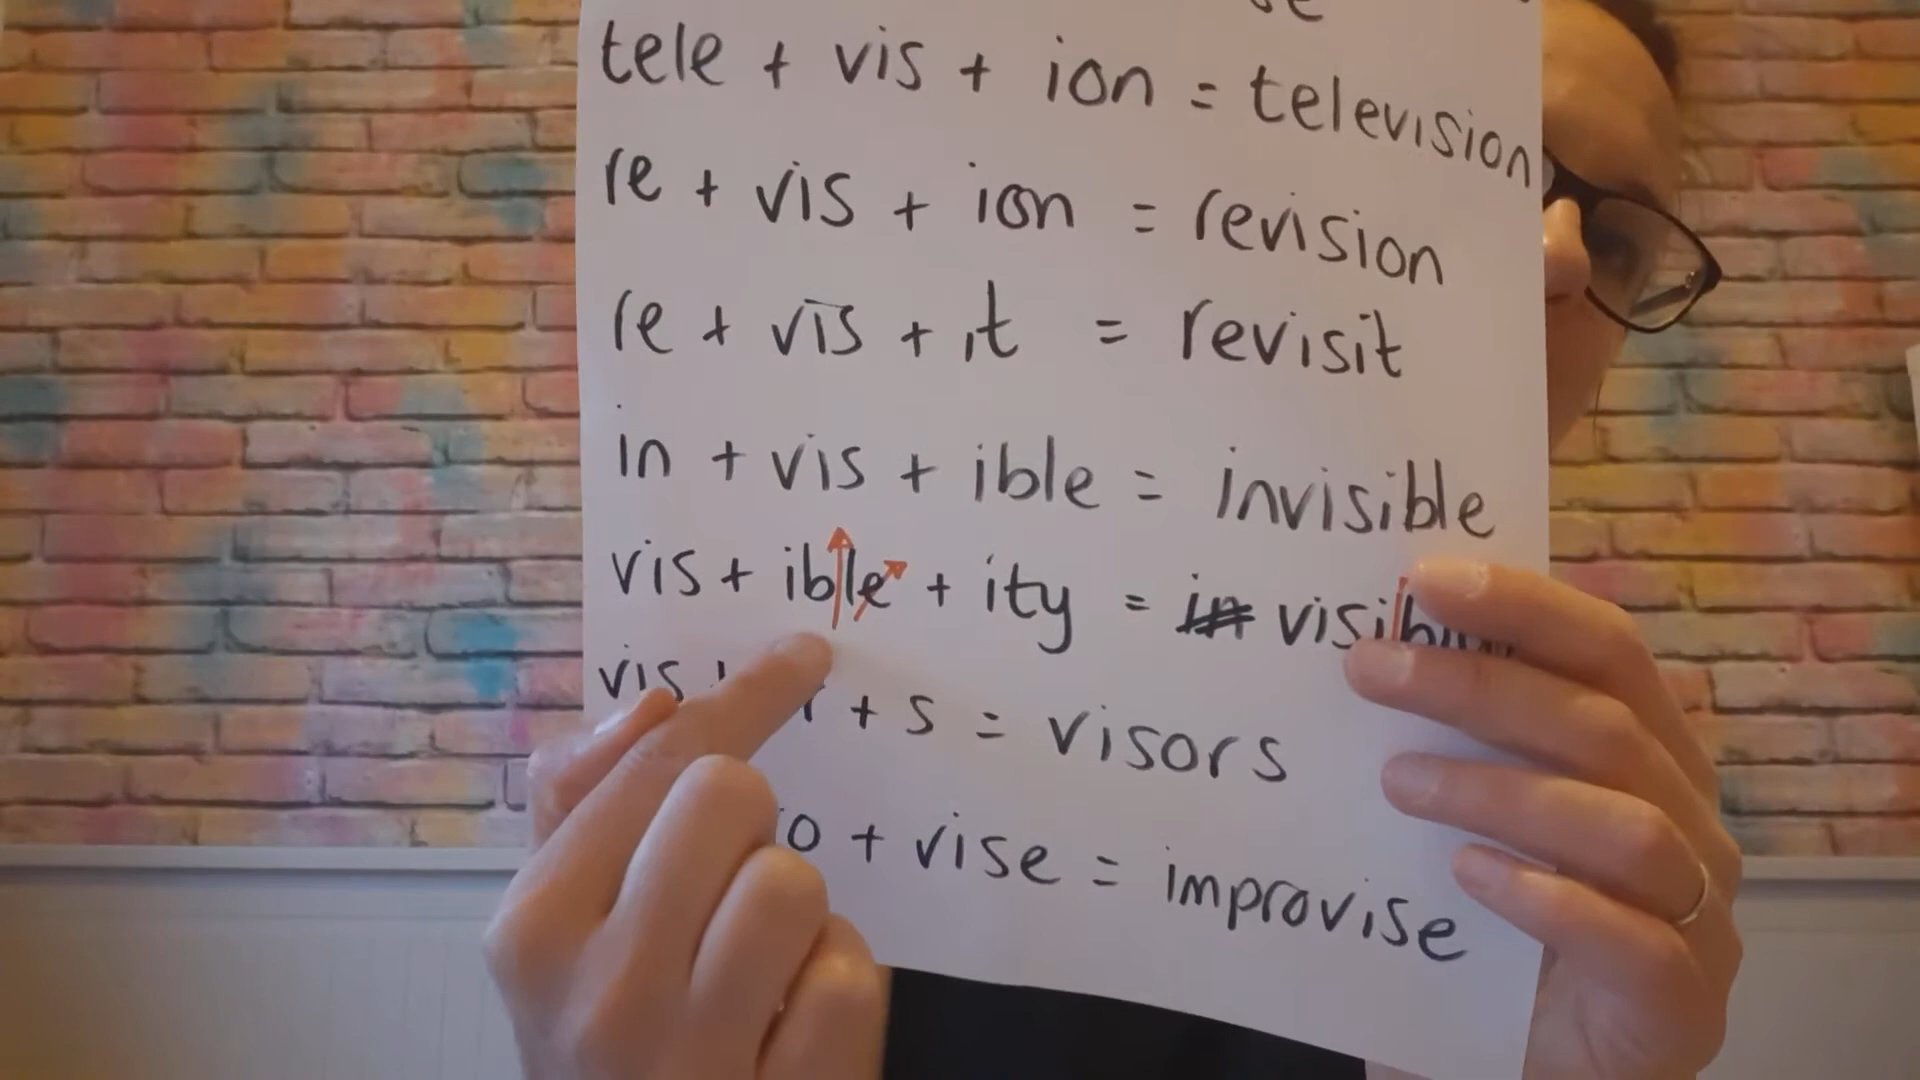 tele + vis + ion = television
re + vis + ion = revision
re + vis + it = revisit
in + vis + ible = invisible
vis + ible + ity =
vis + s = visors
+ vise = improvise